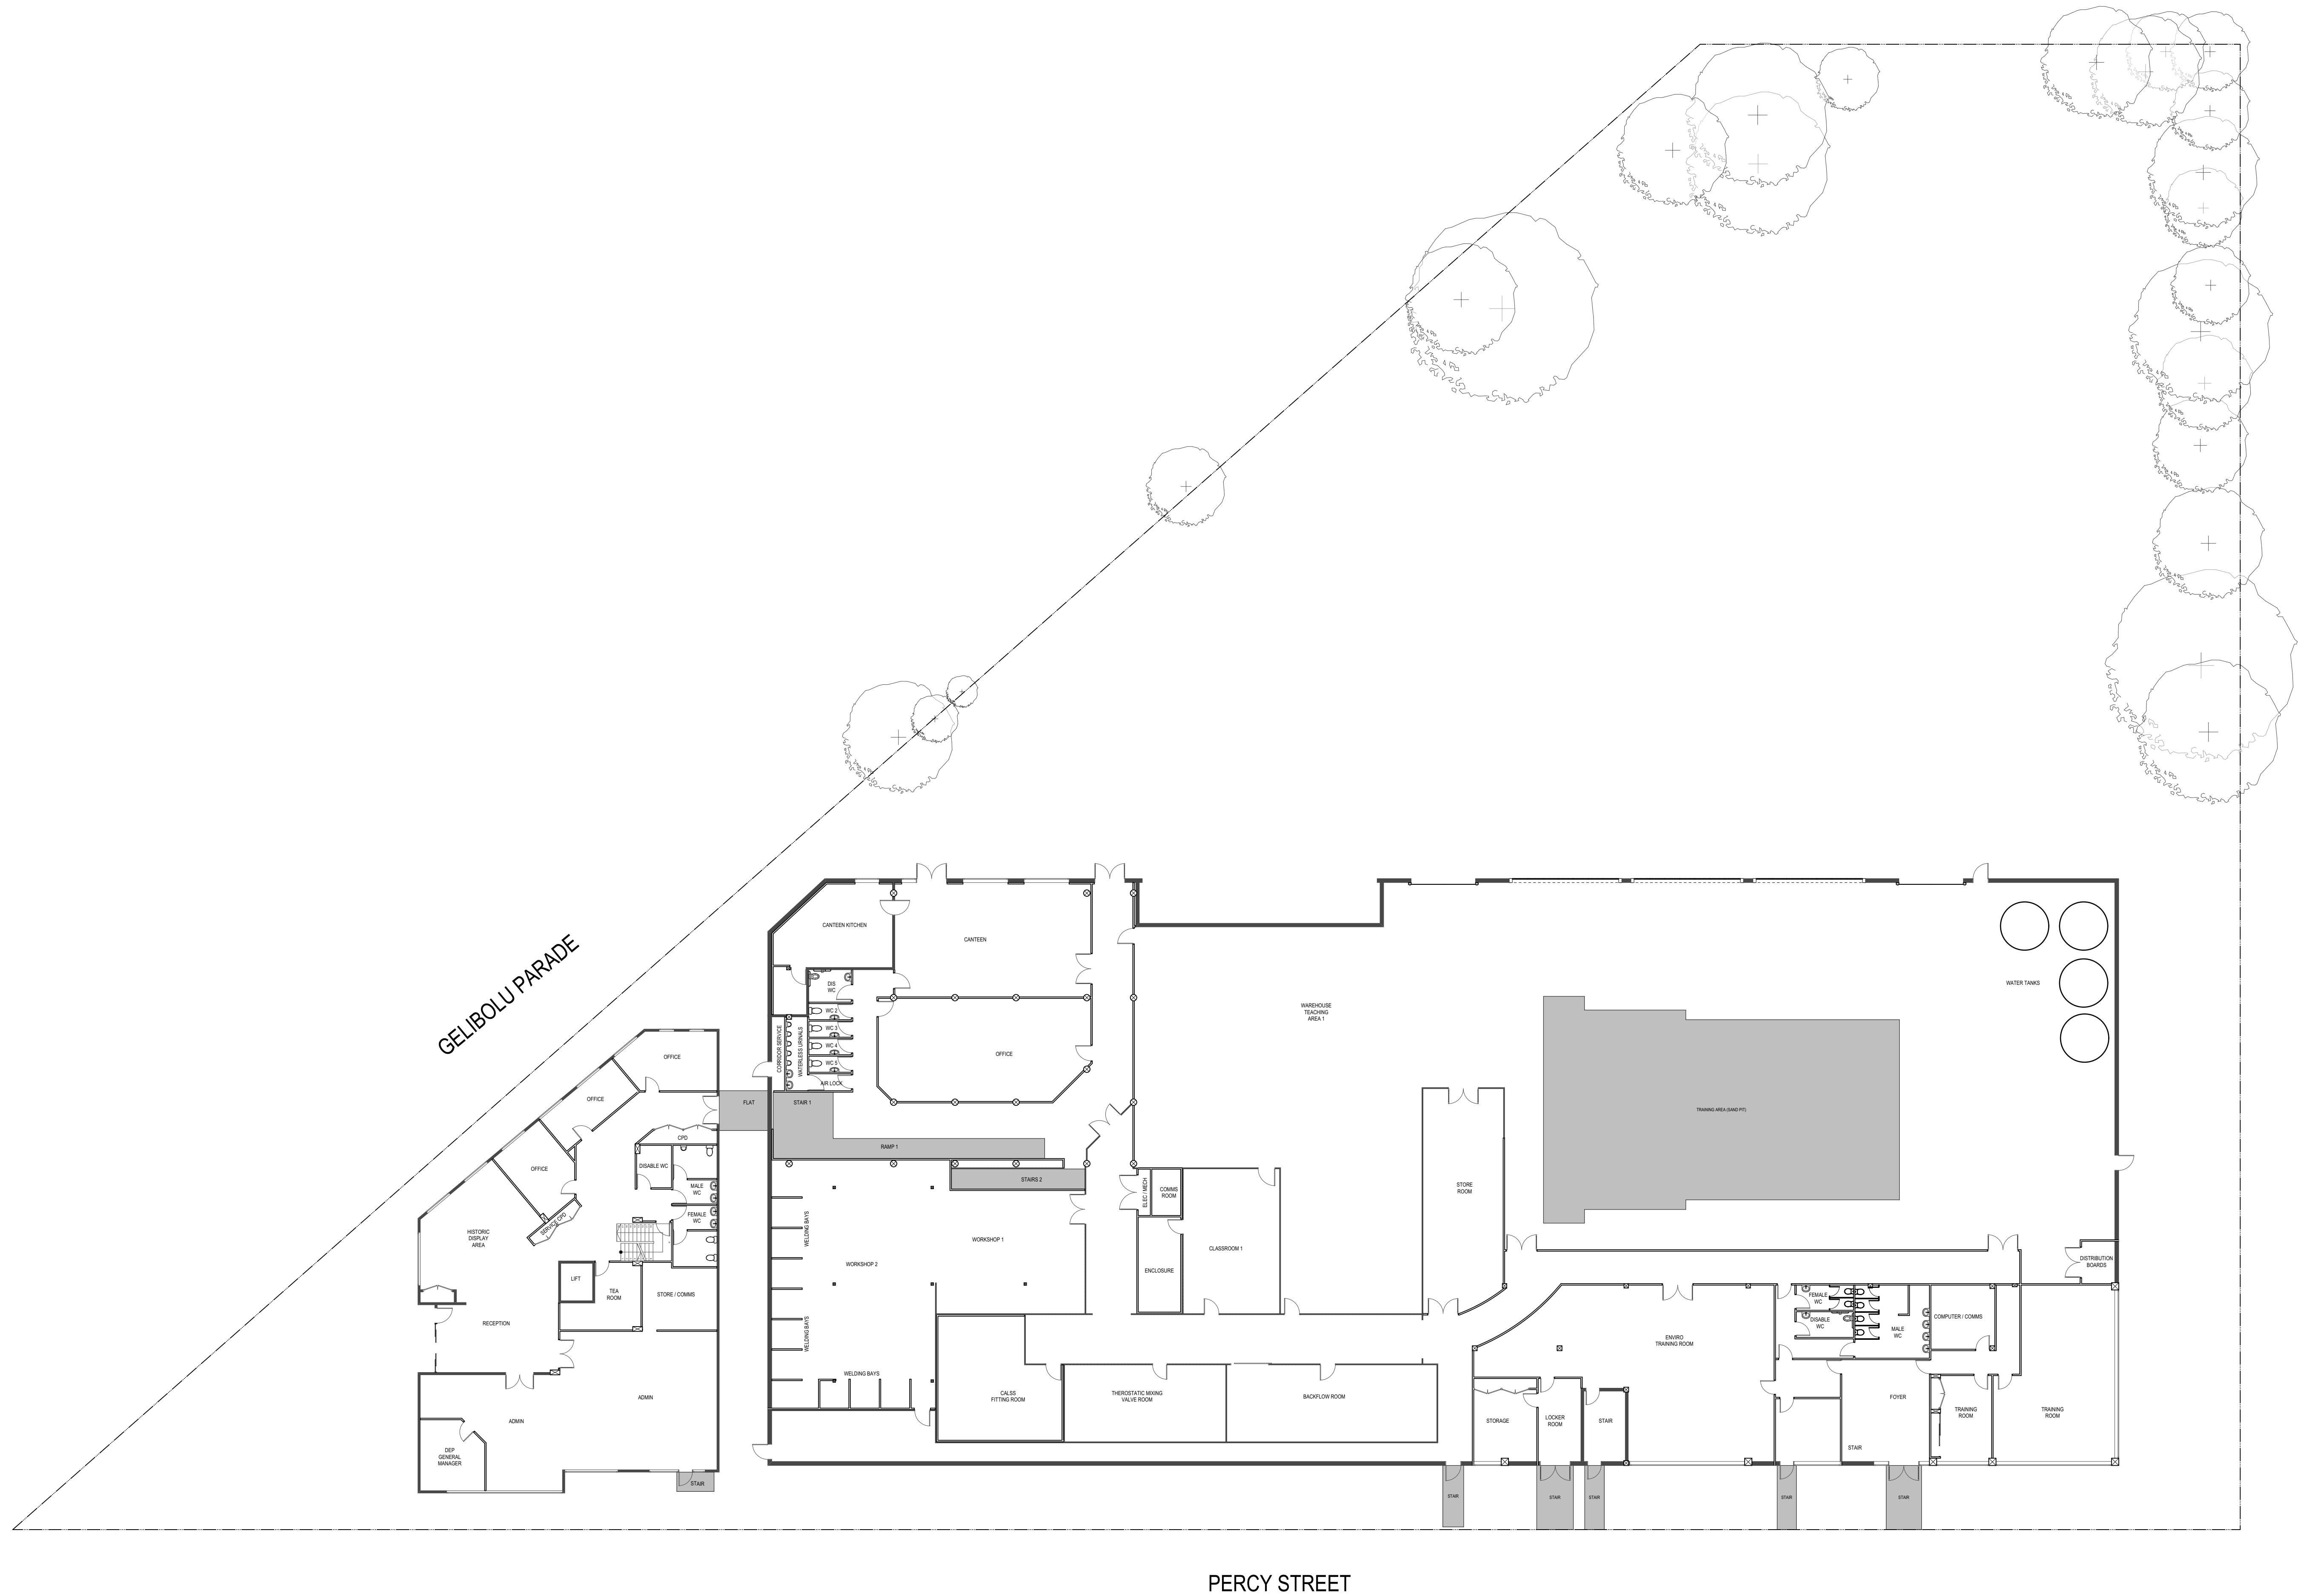 CANTEEN KITCHEN
CANTEEN
GELIBOLU PARADE
DIS
WC
WC 2
WC 3
WC 4
WC 5
CORRIDOR SERVICE
WATERLESS URINALS
AIR LOCK
OFFICE
WAREHOUSE
TEACHING
AREA 1
WATER TANKS
OFFICE
OFFICE
OFFICE
FLAT
STAIR 1
RAMP 1
TRAINING AREA (SAND PIT)
CPD
DISABLE WC
MALE
WC
FEMALE
WC
SERVICE CPD
HISTORIC
DISPLAY
AREA
STAIRS 2
ELEC / MECH
COMMS
ROOM
STORE
ROOM
WELDING BAYS
WORKSHOP 1
WORKSHOP 2
CLASSROOM 1
ENCLOSURE
DISTRIBUTION
BOARDS
LIFT
TEA
ROOM
STORE / COMMS
RECEPTION
WELDING BAYS
WELDING BAYS
FEMALE
WC
DISABLE
WC
MALE
WC
COMPUTER / COMMS
ENVIRO
TRAINING ROOM
ADMIN
ADMIN
DEP
GENERAL
MANAGER
STAIR
CALSS
FITTING ROOM
THEROSTATIC MIXING
VALVE ROOM
BACKFLOW ROOM
STORAGE
LOCKER
ROOM
STAIR
FOYER
STAIR
TRAINING
ROOM
TRAINING
ROOM
STAIR
STAIR
STAIR
STAIR
STAIR
PERCY STREET